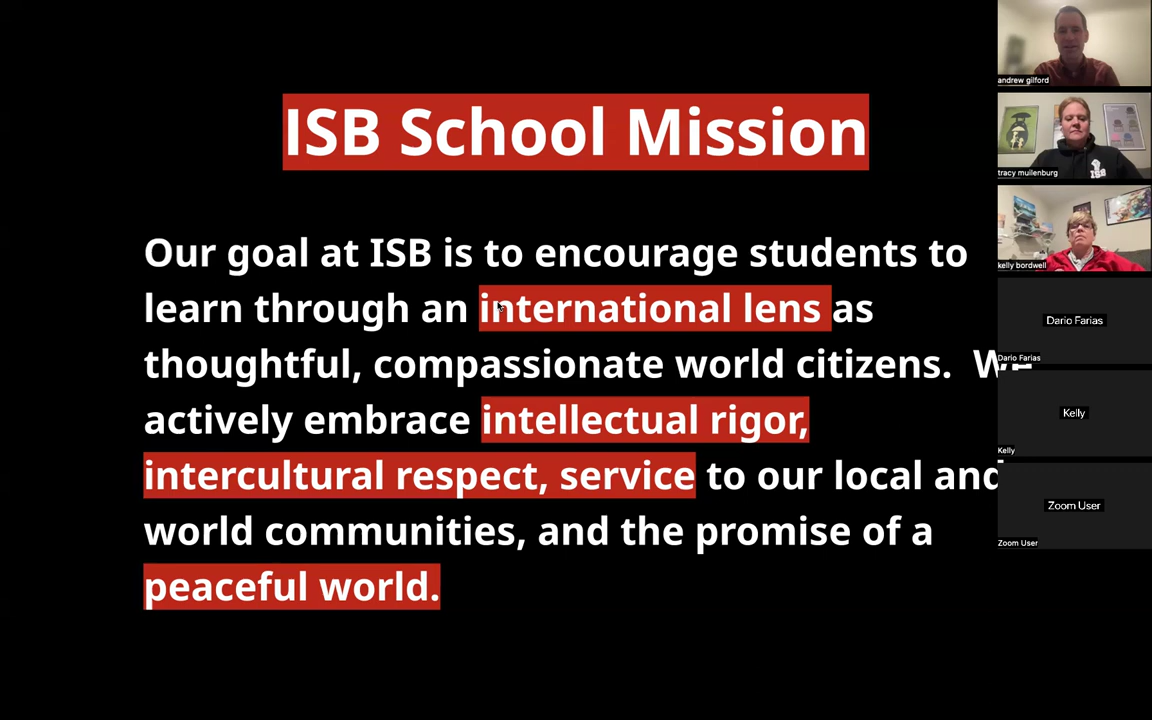 ISB School Mission
Our goal at ISB is to encourage students to
learn through an international lens as
thoughtful, compassionate world citizens. We
actively embrace intellectual rigor,
intercultural respect, service to our local and
world communities, and the promise of a
peaceful world.
andrew gilford
ISB
tracy muilenburg
kelly bordwell
Dario Farias
Dario Farias
Kelly
Kelly
Zoom User
Zoom User